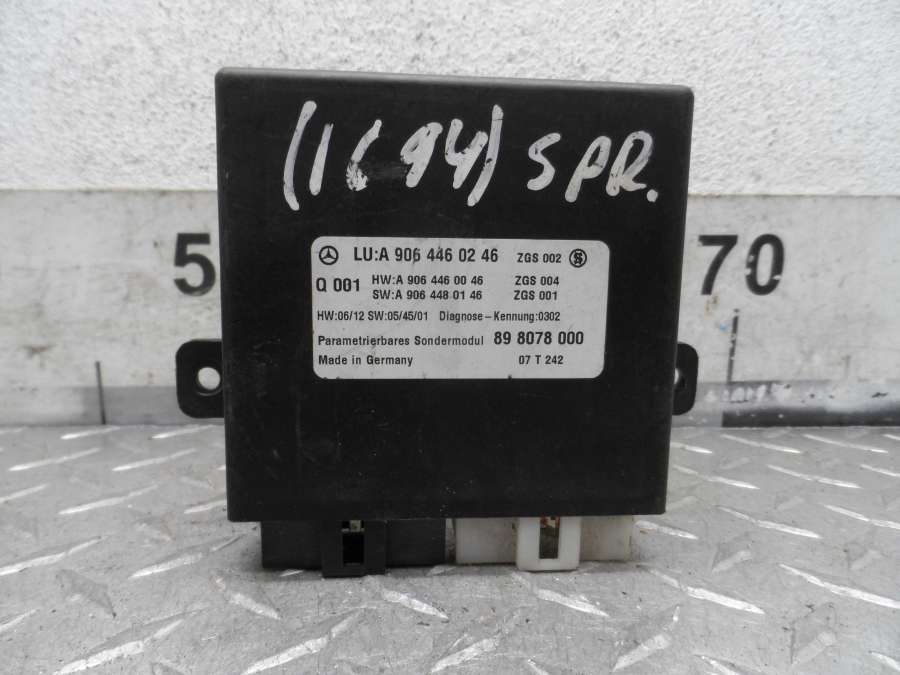 (1694) SPR.
5
70
LU:A 906 446 02 46 ZGS 002
Q 001 HW:A 906 446 00 46 ZGS 004
SW:A 906 448 01 46 ZGS 001
HW:06/12 SW:05/45/01 Diagnose-Kennung:0302
Parametrierbares Sondermodul 89 8078 000
Made in Germany 07 T 242